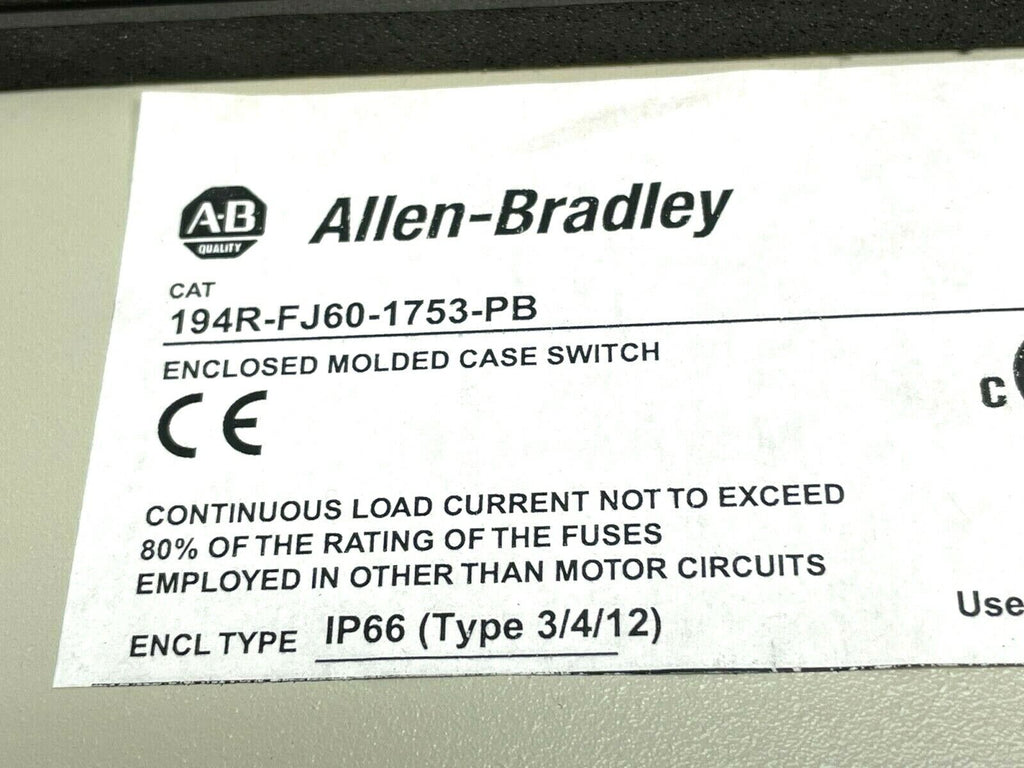 A-B
QUALITY
Allen-Bradley
CAT
194R-FJ60-1753-PB
ENCLOSED MOLDED CASE SWITCH
CE
C
CONTINUOUS LOAD CURRENT NOT TO EXCEED
80% OF THE RATING OF THE FUSES
EMPLOYED IN OTHER THAN MOTOR CIRCUITS
Use
ENCL TYPE IP66 (Type 3/4/12)